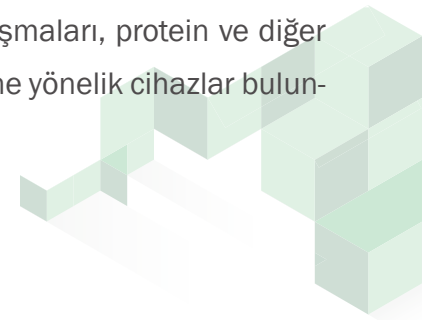 şmaları, protein ve diğer
ne yönelik cihazlar bulun-